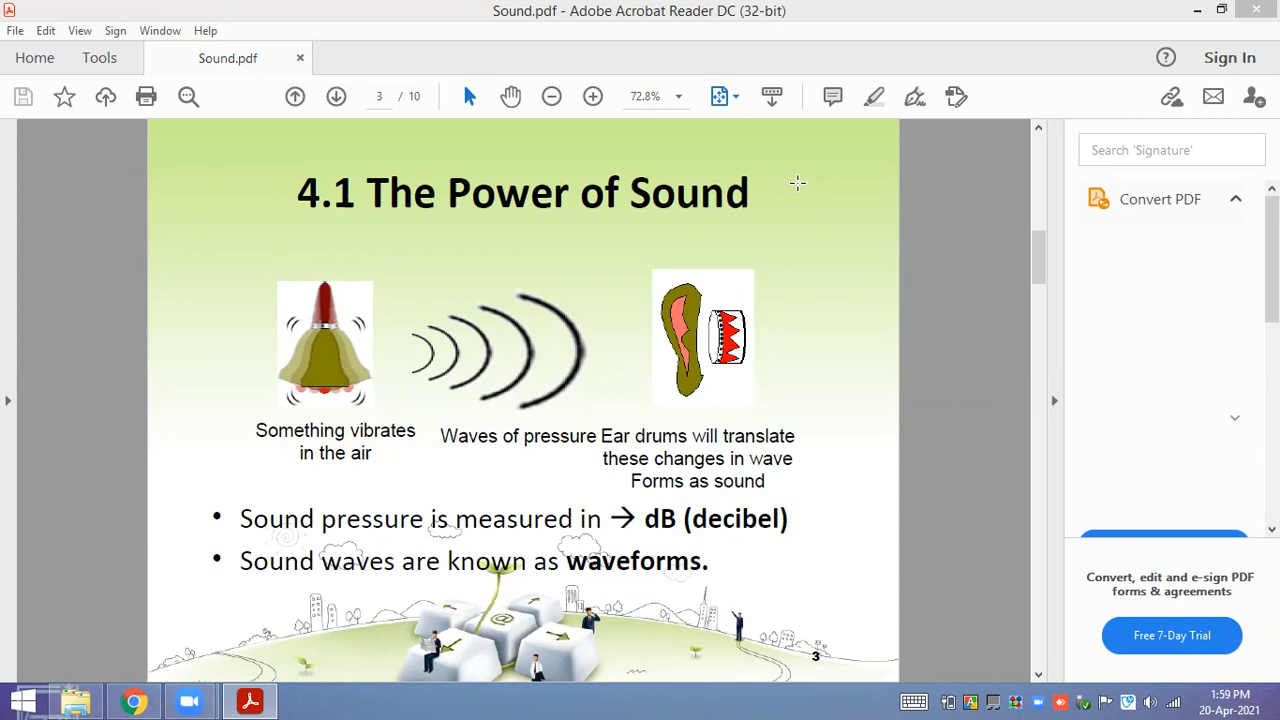 Sound.pdf - Adobe Acrobat Reader DC (32-bit)
File Edit View Sign Window Help
Home Tools Sound.pdf × Sign In
3 / 10 72.8%
Search 'Signature'
Convert PDF
4.1 The Power of Sound
Something vibrates
in the air
Waves of pressure
Ear drums will translate
these changes in wave
Forms as sound
• Sound pressure is measured in → dB (decibel)
• Sound waves are known as waveforms.
@
3
Convert, edit and e-sign PDF
forms & agreements
Free 7-Day Trial
1:59 PM
20-Apr-2021